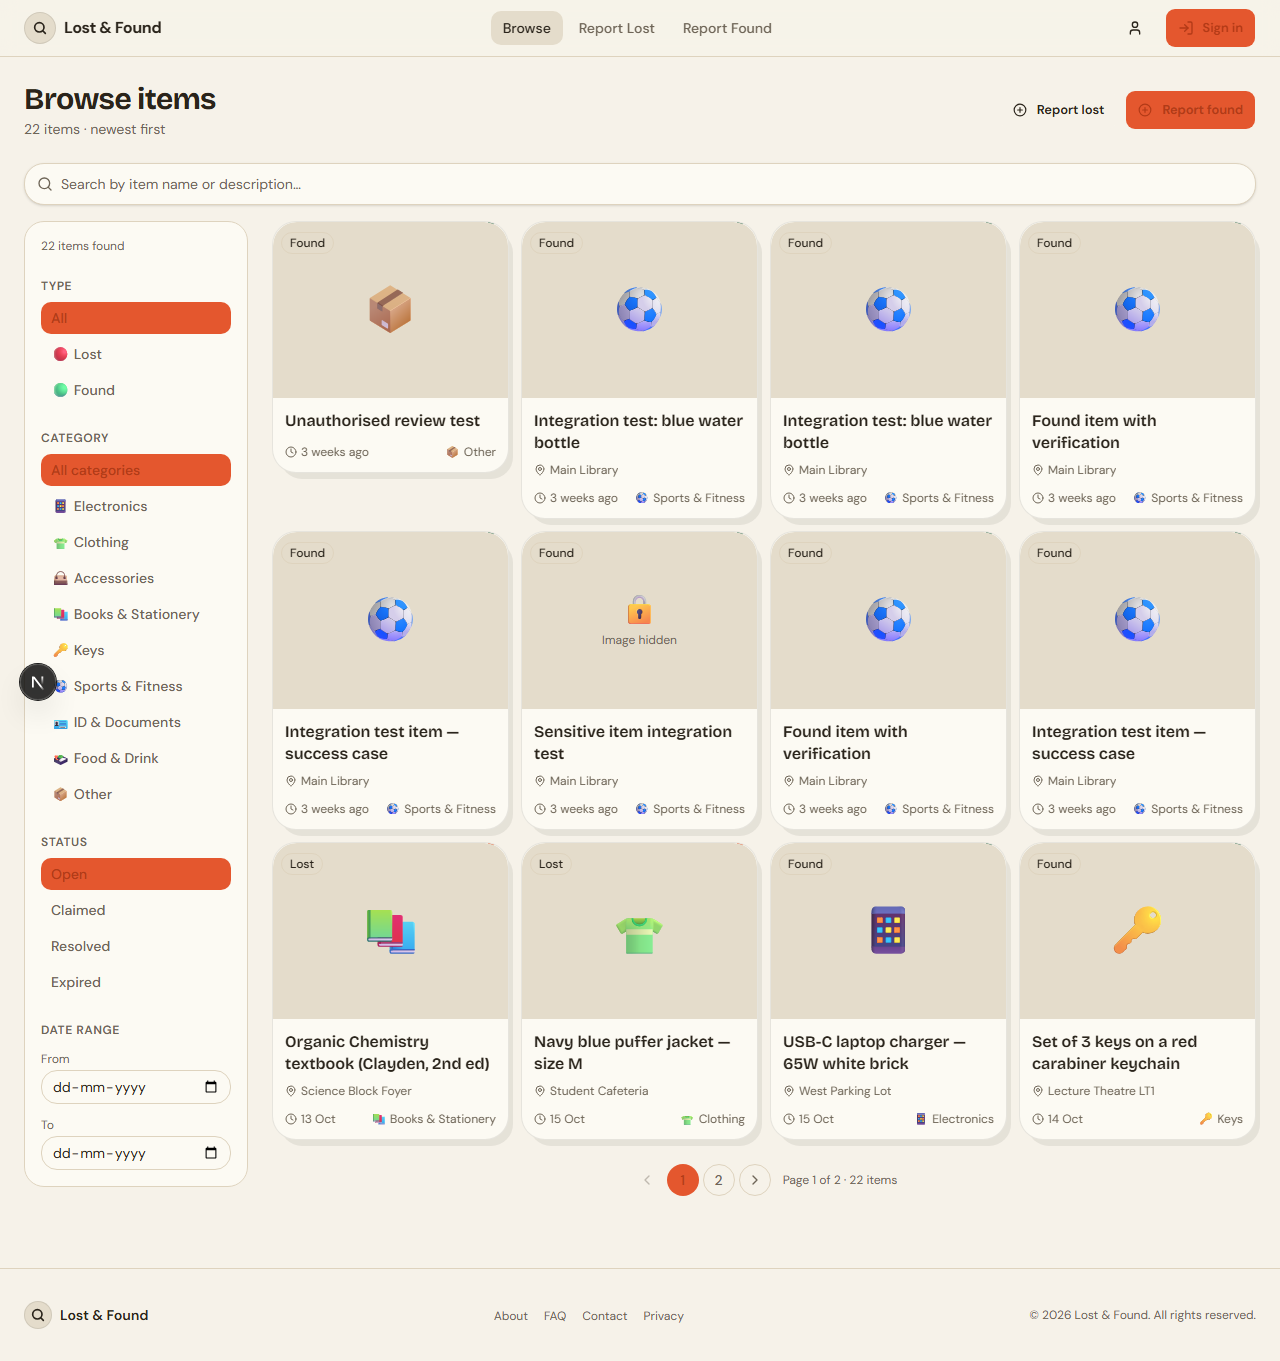 Lost & Found
Browse
Report Lost
Report Found
Sign in
Browse items
22 items · newest first
Report lost
Report found
Search by item name or description…
22 items found
TYPE
All
Lost
Found
CATEGORY
All categories
Electronics
Clothing
Accessories
Books & Stationery
Keys
Sports & Fitness
ID & Documents
Food & Drink
Other
STATUS
Open
Claimed
Resolved
Expired
DATE RANGE
From
dd-mm-yyyy
To
dd-mm-yyyy
Found
Unauthorised review test
3 weeks ago
Other
Found
Integration test: blue water
bottle
Main Library
3 weeks ago
Sports & Fitness
Found
Integration test: blue water
bottle
Main Library
3 weeks ago
Sports & Fitness
Found
Found item with
verification
Main Library
3 weeks ago
Sports & Fitness
Found
Integration test item —
success case
Main Library
3 weeks ago
Sports & Fitness
Found
Image hidden
Sensitive item integration
test
Main Library
3 weeks ago
Sports & Fitness
Found
Found item with
verification
Main Library
3 weeks ago
Sports & Fitness
Found
Integration test item —
success case
Main Library
3 weeks ago
Sports & Fitness
Lost
Organic Chemistry
textbook (Clayden, 2nd ed)
Science Block Foyer
13 Oct
Books & Stationery
Lost
Navy blue puffer jacket —
size M
Student Cafeteria
15 Oct
Clothing
Found
USB-C laptop charger —
65W white brick
West Parking Lot
15 Oct
Electronics
Found
Set of 3 keys on a red
carabiner keychain
Lecture Theatre LT1
14 Oct
Keys
1
2
Page 1 of 2 · 22 items
N
Lost & Found
About
FAQ
Contact
Privacy
© 2026 Lost & Found. All rights reserved.